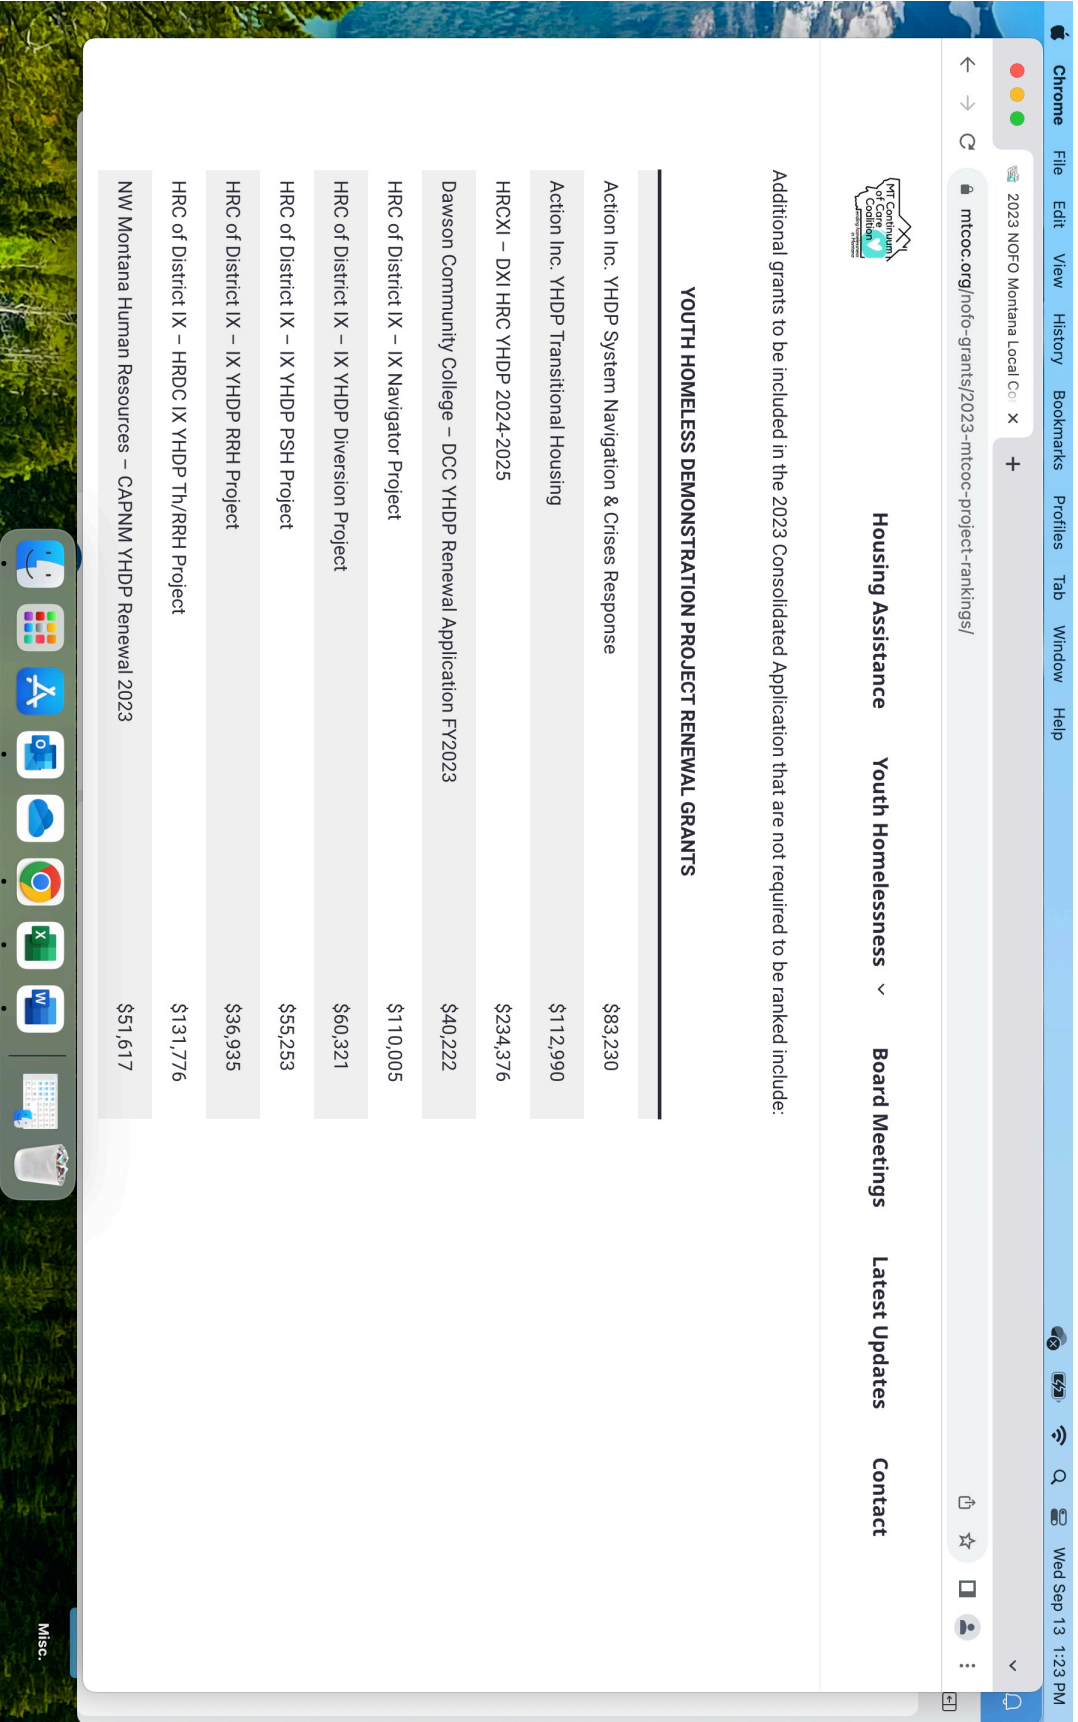 Chrome File Edit View History Bookmarks Profiles Tab Window Help
Wed Sep 13 1:23 PM
2023 NOFO Montana Local Co
mtcoc.org/nofo-grants/2023-mtcoc-project-rankings/
MT Continuum
of Care
Coalition
Housing Assistance Youth Homelessness Board Meetings Latest Updates Contact
Additional grants to be included in the 2023 Consolidated Application that are not required to be ranked include:
YOUTH HOMELESS DEMONSTRATION PROJECT RENEWAL GRANTS
Action Inc. YHDP System Navigation & Crises Response $83,230
Action Inc. YHDP Transitional Housing $112,990
HRCXI – DXI HRC YHDP 2024-2025 $234,376
Dawson Community College – DCC YHDP Renewal Application FY2023 $40,222
HRC of District IX – IX Navigator Project $110,005
HRC of District IX – IX YHDP Diversion Project $60,321
HRC of District IX – IX YHDP PSH Project $55,253
HRC of District IX – IX YHDP RRH Project $36,935
HRC of District IX – HRDC IX YHDP Th/RRH Project $131,776
NW Montana Human Resources – CAPNM YHDP Renewal 2023 $51,617
Misc.